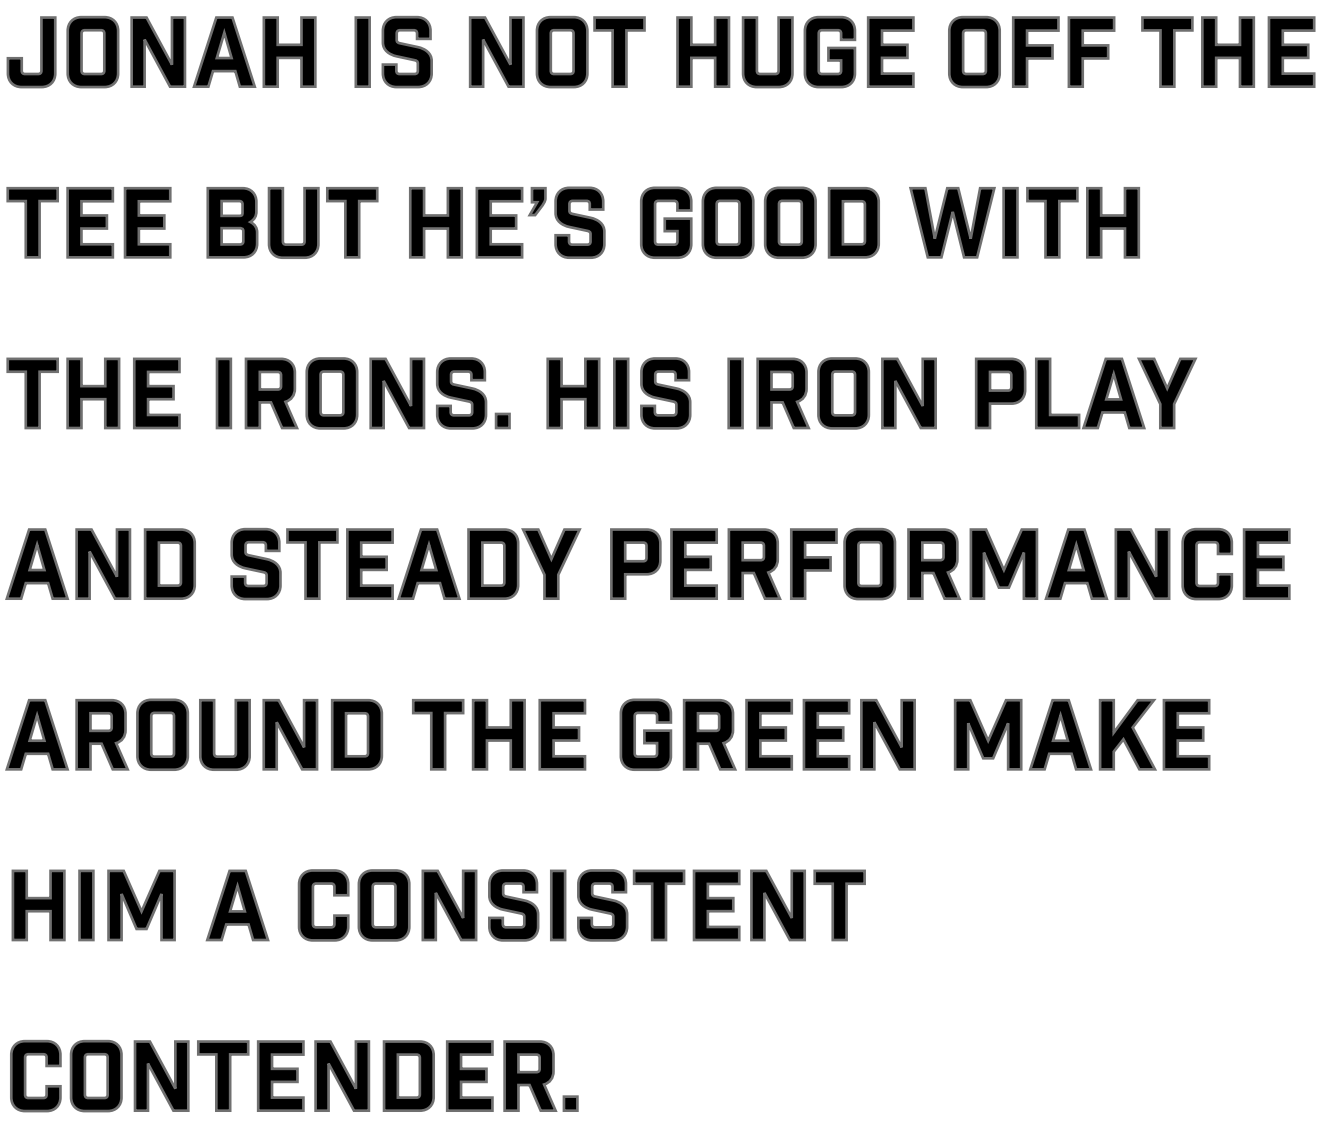 JONAH IS NOT HUGE OFF THE
TEE BUT HE’S GOOD WITH
THE IRONS. HIS IRON PLAY
AND STEADY PERFORMANCE
AROUND THE GREEN MAKE
HIM A CONSISTENT
CONTENDER.